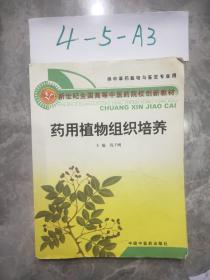 4-5-A3
供中草药栽培与鉴定专业用
新世纪全国高等中医药院校创新教材
CHUANG XIN JIAO CAI
药用植物组织培养
主编
中国中医药出版社